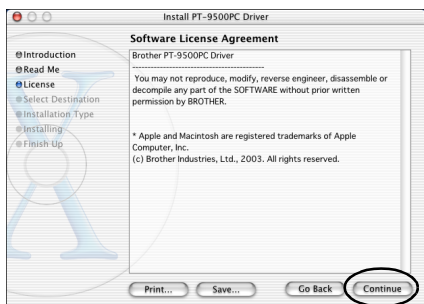 Install PT-9500PC Driver
Software License Agreement
Introduction
Read Me
License
Select Destination
Installation Type
Installing
Finish Up
Brother PT-9500PC Driver
------------------------------------------
You may not reproduce, modify, reverse engineer, disassemble or
decompile any part of the SOFTWARE without prior written
permission by BROTHER.
* Apple and Macintosh are registered trademarks of Apple
Computer, Inc.
(c) Brother Industries, Ltd., 2003. All rights reserved.
Print... Save... Go Back Continue